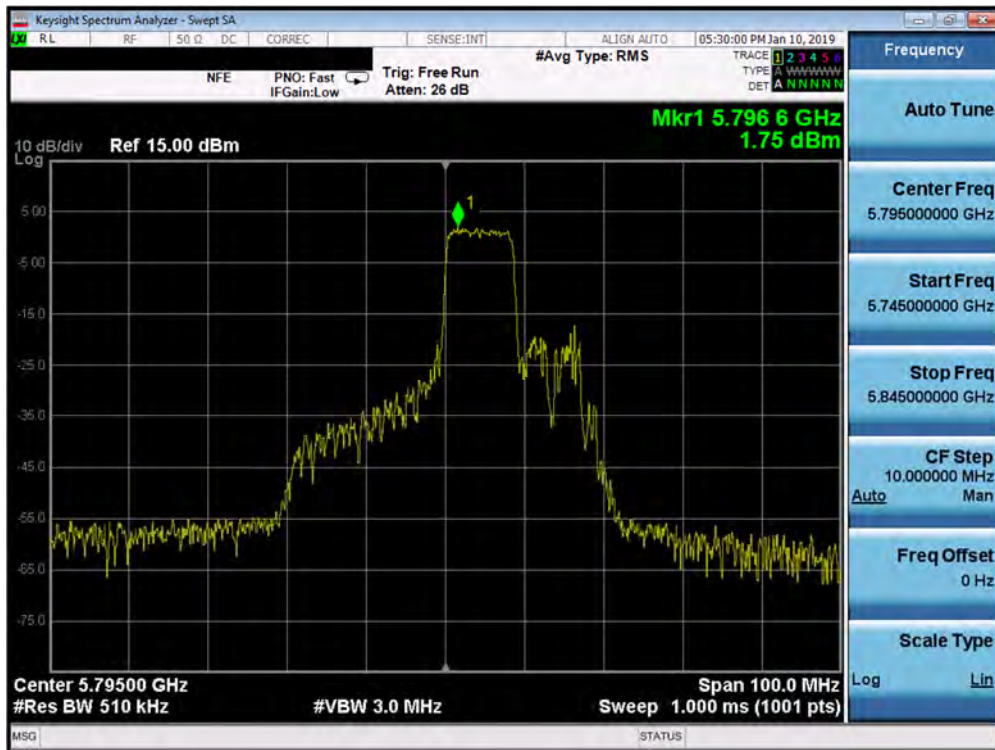 Keysight Spectrum Analyzer - Swept SA
LXI RL RF 50 Ω DC CORREC SENSE:INT ALIGN AUTO 05:30:00 PM Jan 10, 2019
#Avg Type: RMS
TRACE 1 2 3 4 5 6
TYPE A WWWWW
DET A N N N N N
NFE
PNO: Fast
IFGain:Low
Trig: Free Run
Atten: 26 dB
Mkr1 5.796 6 GHz
1.75 dBm
10 dB/div Ref 15.00 dBm
Log
1
5.00
-5.00
-15.0
-25.0
-35.0
-45.0
-55.0
-65.0
-75.0
Center 5.79500 GHz Span 100.0 MHz
#Res BW 510 kHz #VBW 3.0 MHz Sweep 1.000 ms (1001 pts)
MSG STATUS
Frequency
Auto Tune
Center Freq
5.795000000 GHz
Start Freq
5.745000000 GHz
Stop Freq
5.845000000 GHz
CF Step
10.000000 MHz
Auto Man
Freq Offset
0 Hz
Scale Type
Log Lin